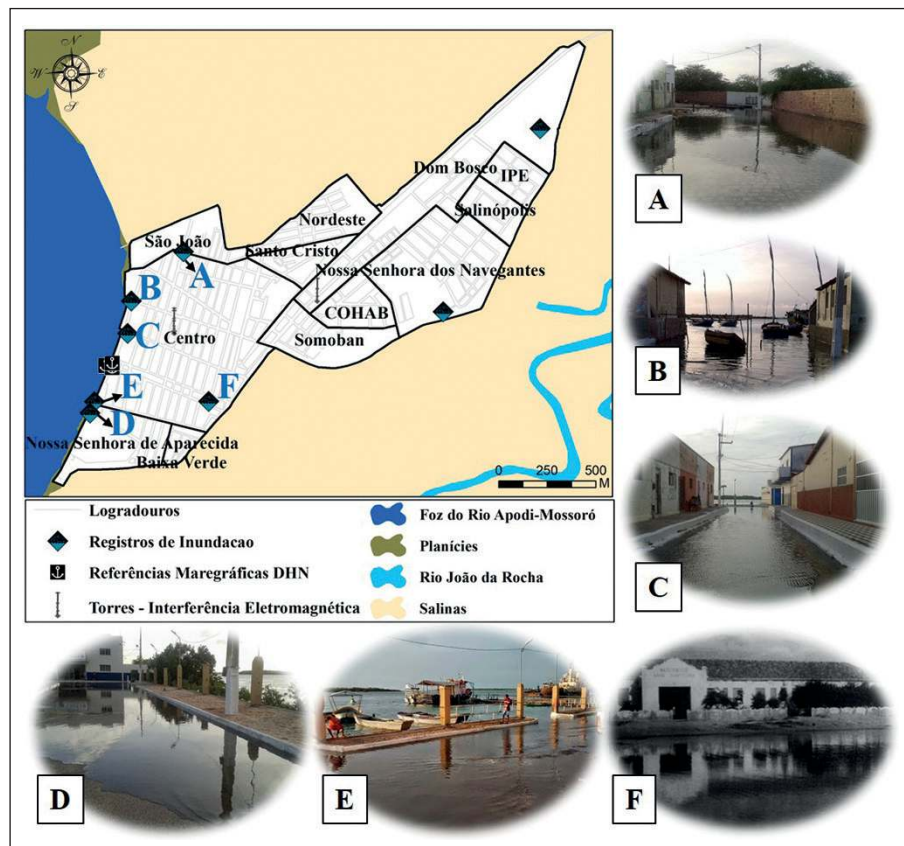 N
W E
S
Dom Bosco
IPE
Salinópolis
Nordeste
São João
Santo Cristo
Nossa Senhora dos Navegantes
A
B
COHAB
C
Centro
Somoban
E
F
D
Nossa Senhora de Aparecida
Baixa Verde
0 250 500
M
Logradouros
Registros de Inundacao
Referências Maregráficas DHN
Torres - Interferência Eletromagnética
Foz do Rio Apodi-Mossoró
Planícies
Rio João da Rocha
Salinas
A
B
C
D
E
F